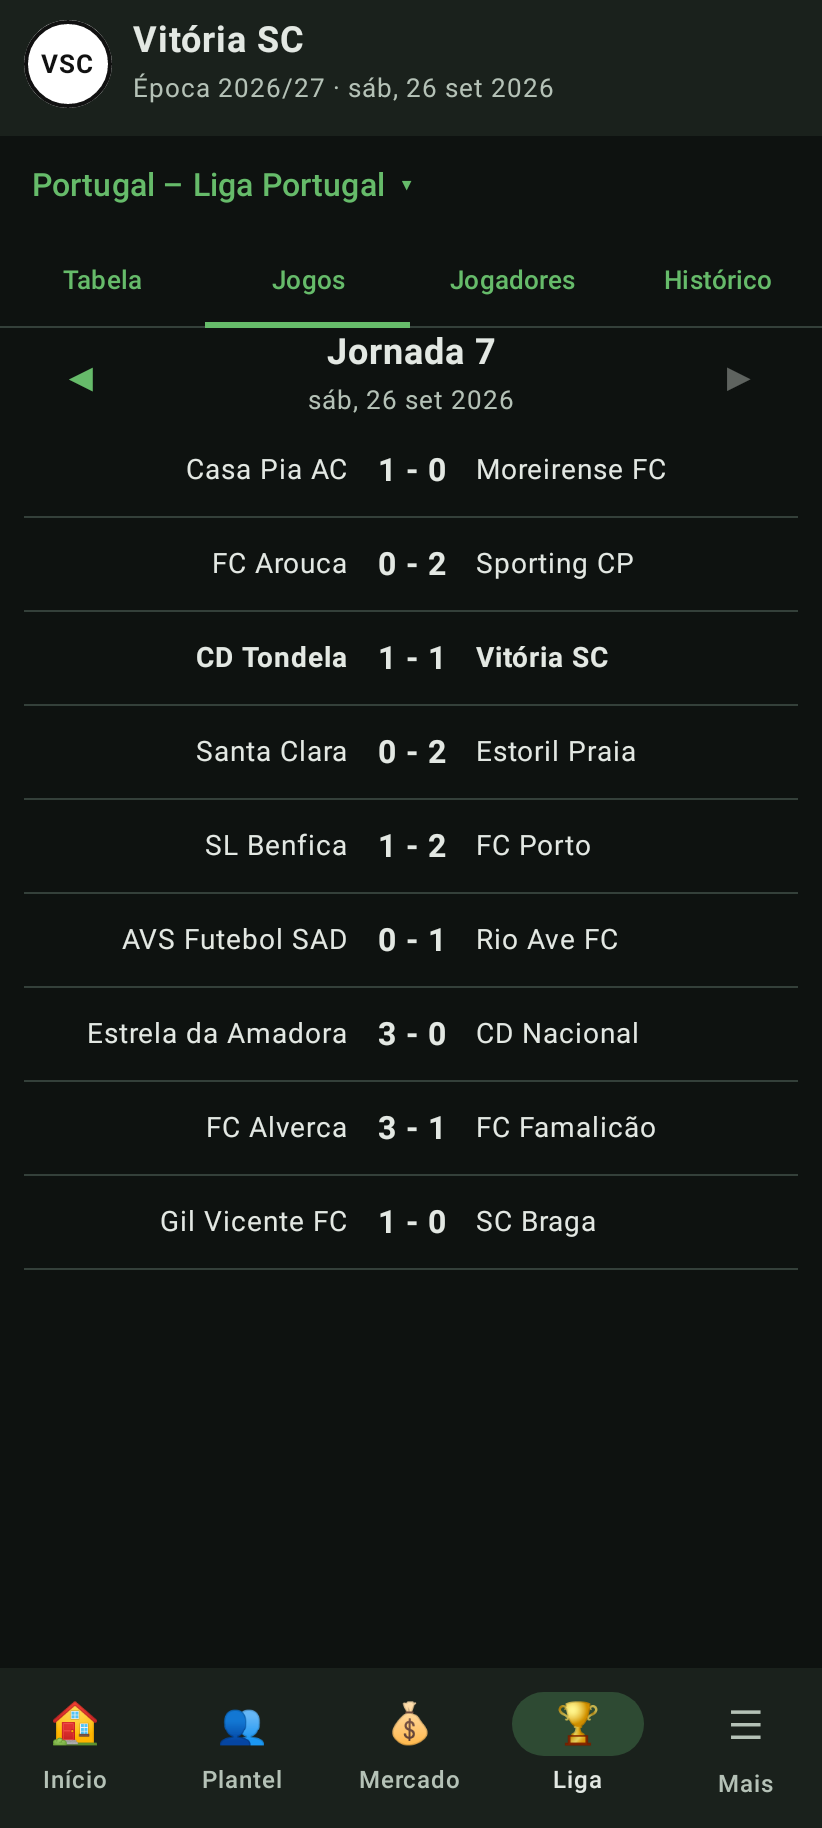 VSC
Vitória SC
Época 2026/27 · sáb, 26 set 2026
Portugal – Liga Portugal ▼
Tabela Jogos Jogadores Histórico
Jornada 7
sáb, 26 set 2026
Casa Pia AC 1 - 0 Moreirense FC
FC Arouca 0 - 2 Sporting CP
CD Tondela 1 - 1 Vitória SC
Santa Clara 0 - 2 Estoril Praia
SL Benfica 1 - 2 FC Porto
AVS Futebol SAD 0 - 1 Rio Ave FC
Estrela da Amadora 3 - 0 CD Nacional
FC Alverca 3 - 1 FC Famalicão
Gil Vicente FC 1 - 0 SC Braga
Início Plantel Mercado Liga Mais